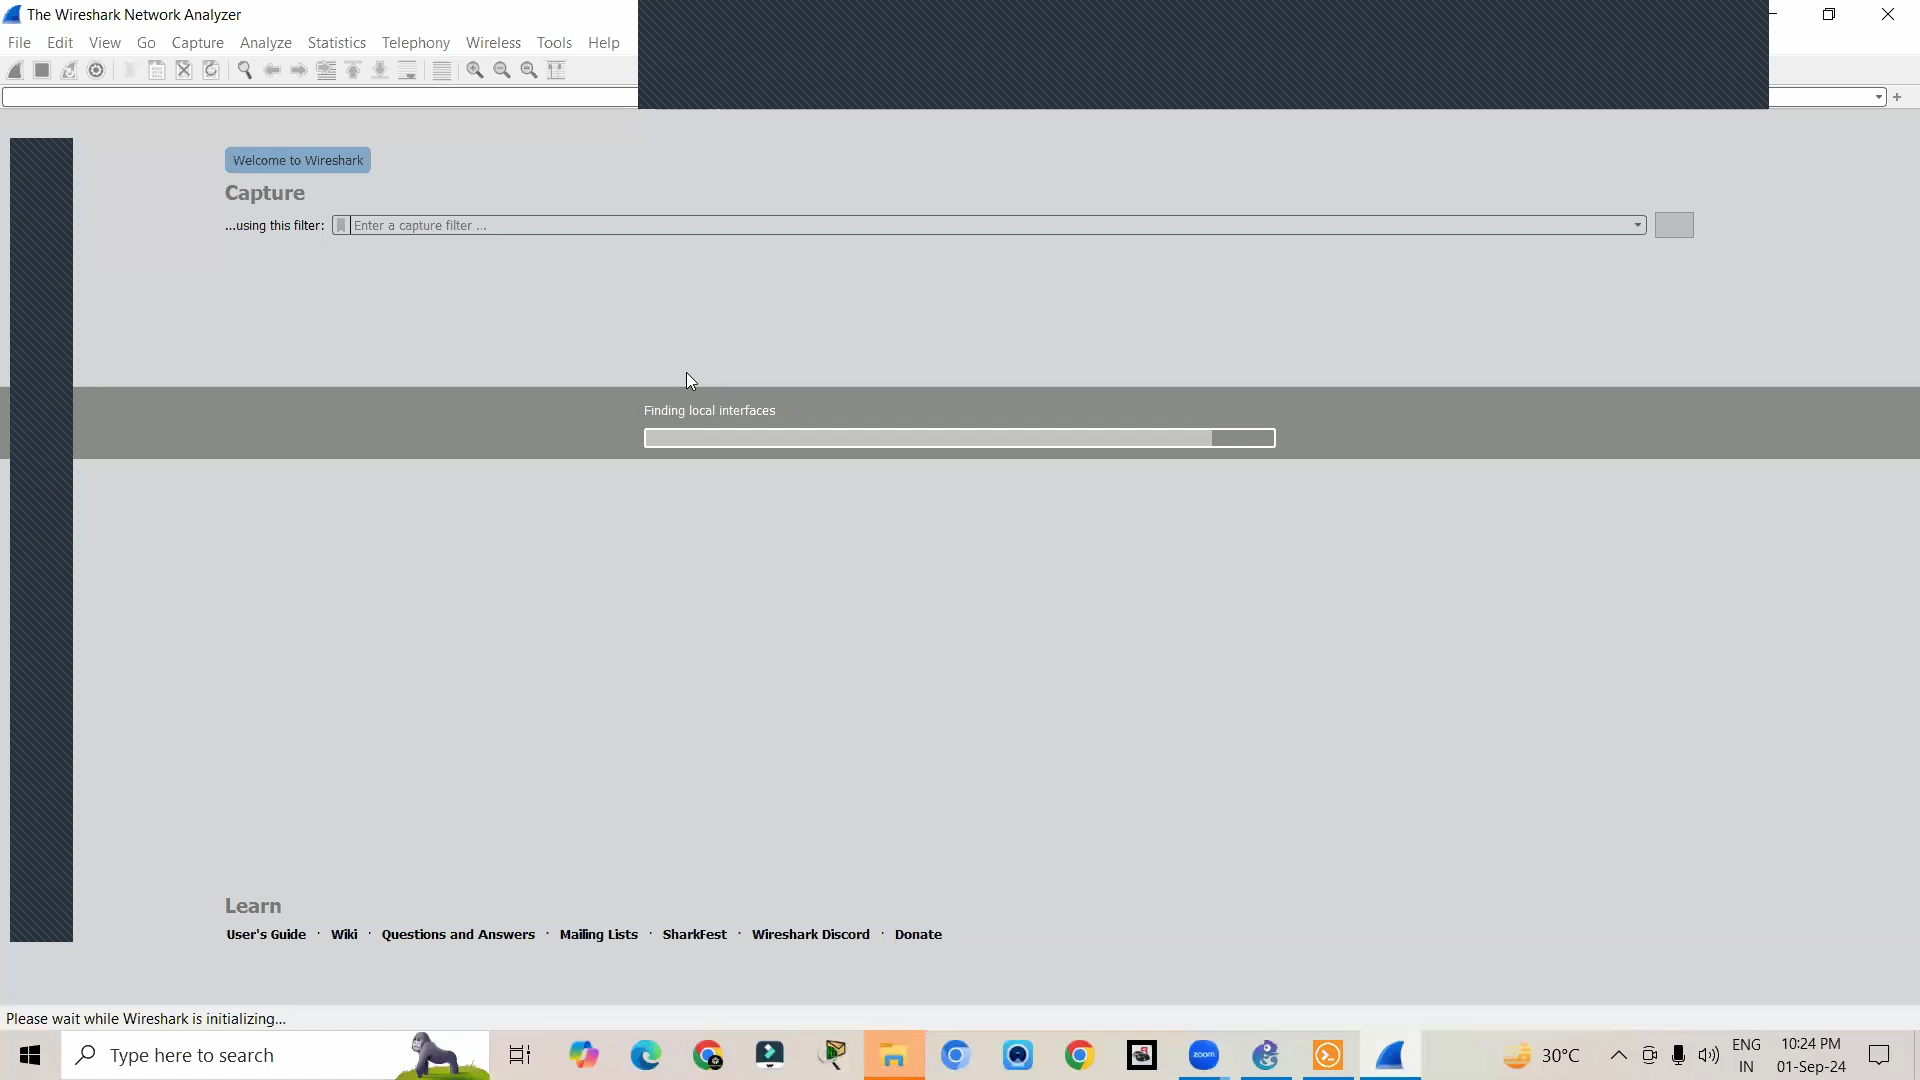 The Wireshark Network Analyzer
File Edit View Go Capture Analyze Statistics Telephony Wireless Tools Help
Welcome to Wireshark
Capture
...using this filter: Enter a capture filter ...
Finding local interfaces
Learn
User's Guide · Wiki · Questions and Answers · Mailing Lists · SharkFest · Wireshark Discord · Donate
Please wait while Wireshark is initializing...
Type here to search
zoom
30°C
ENG
IN
10:24 PM
01-Sep-24